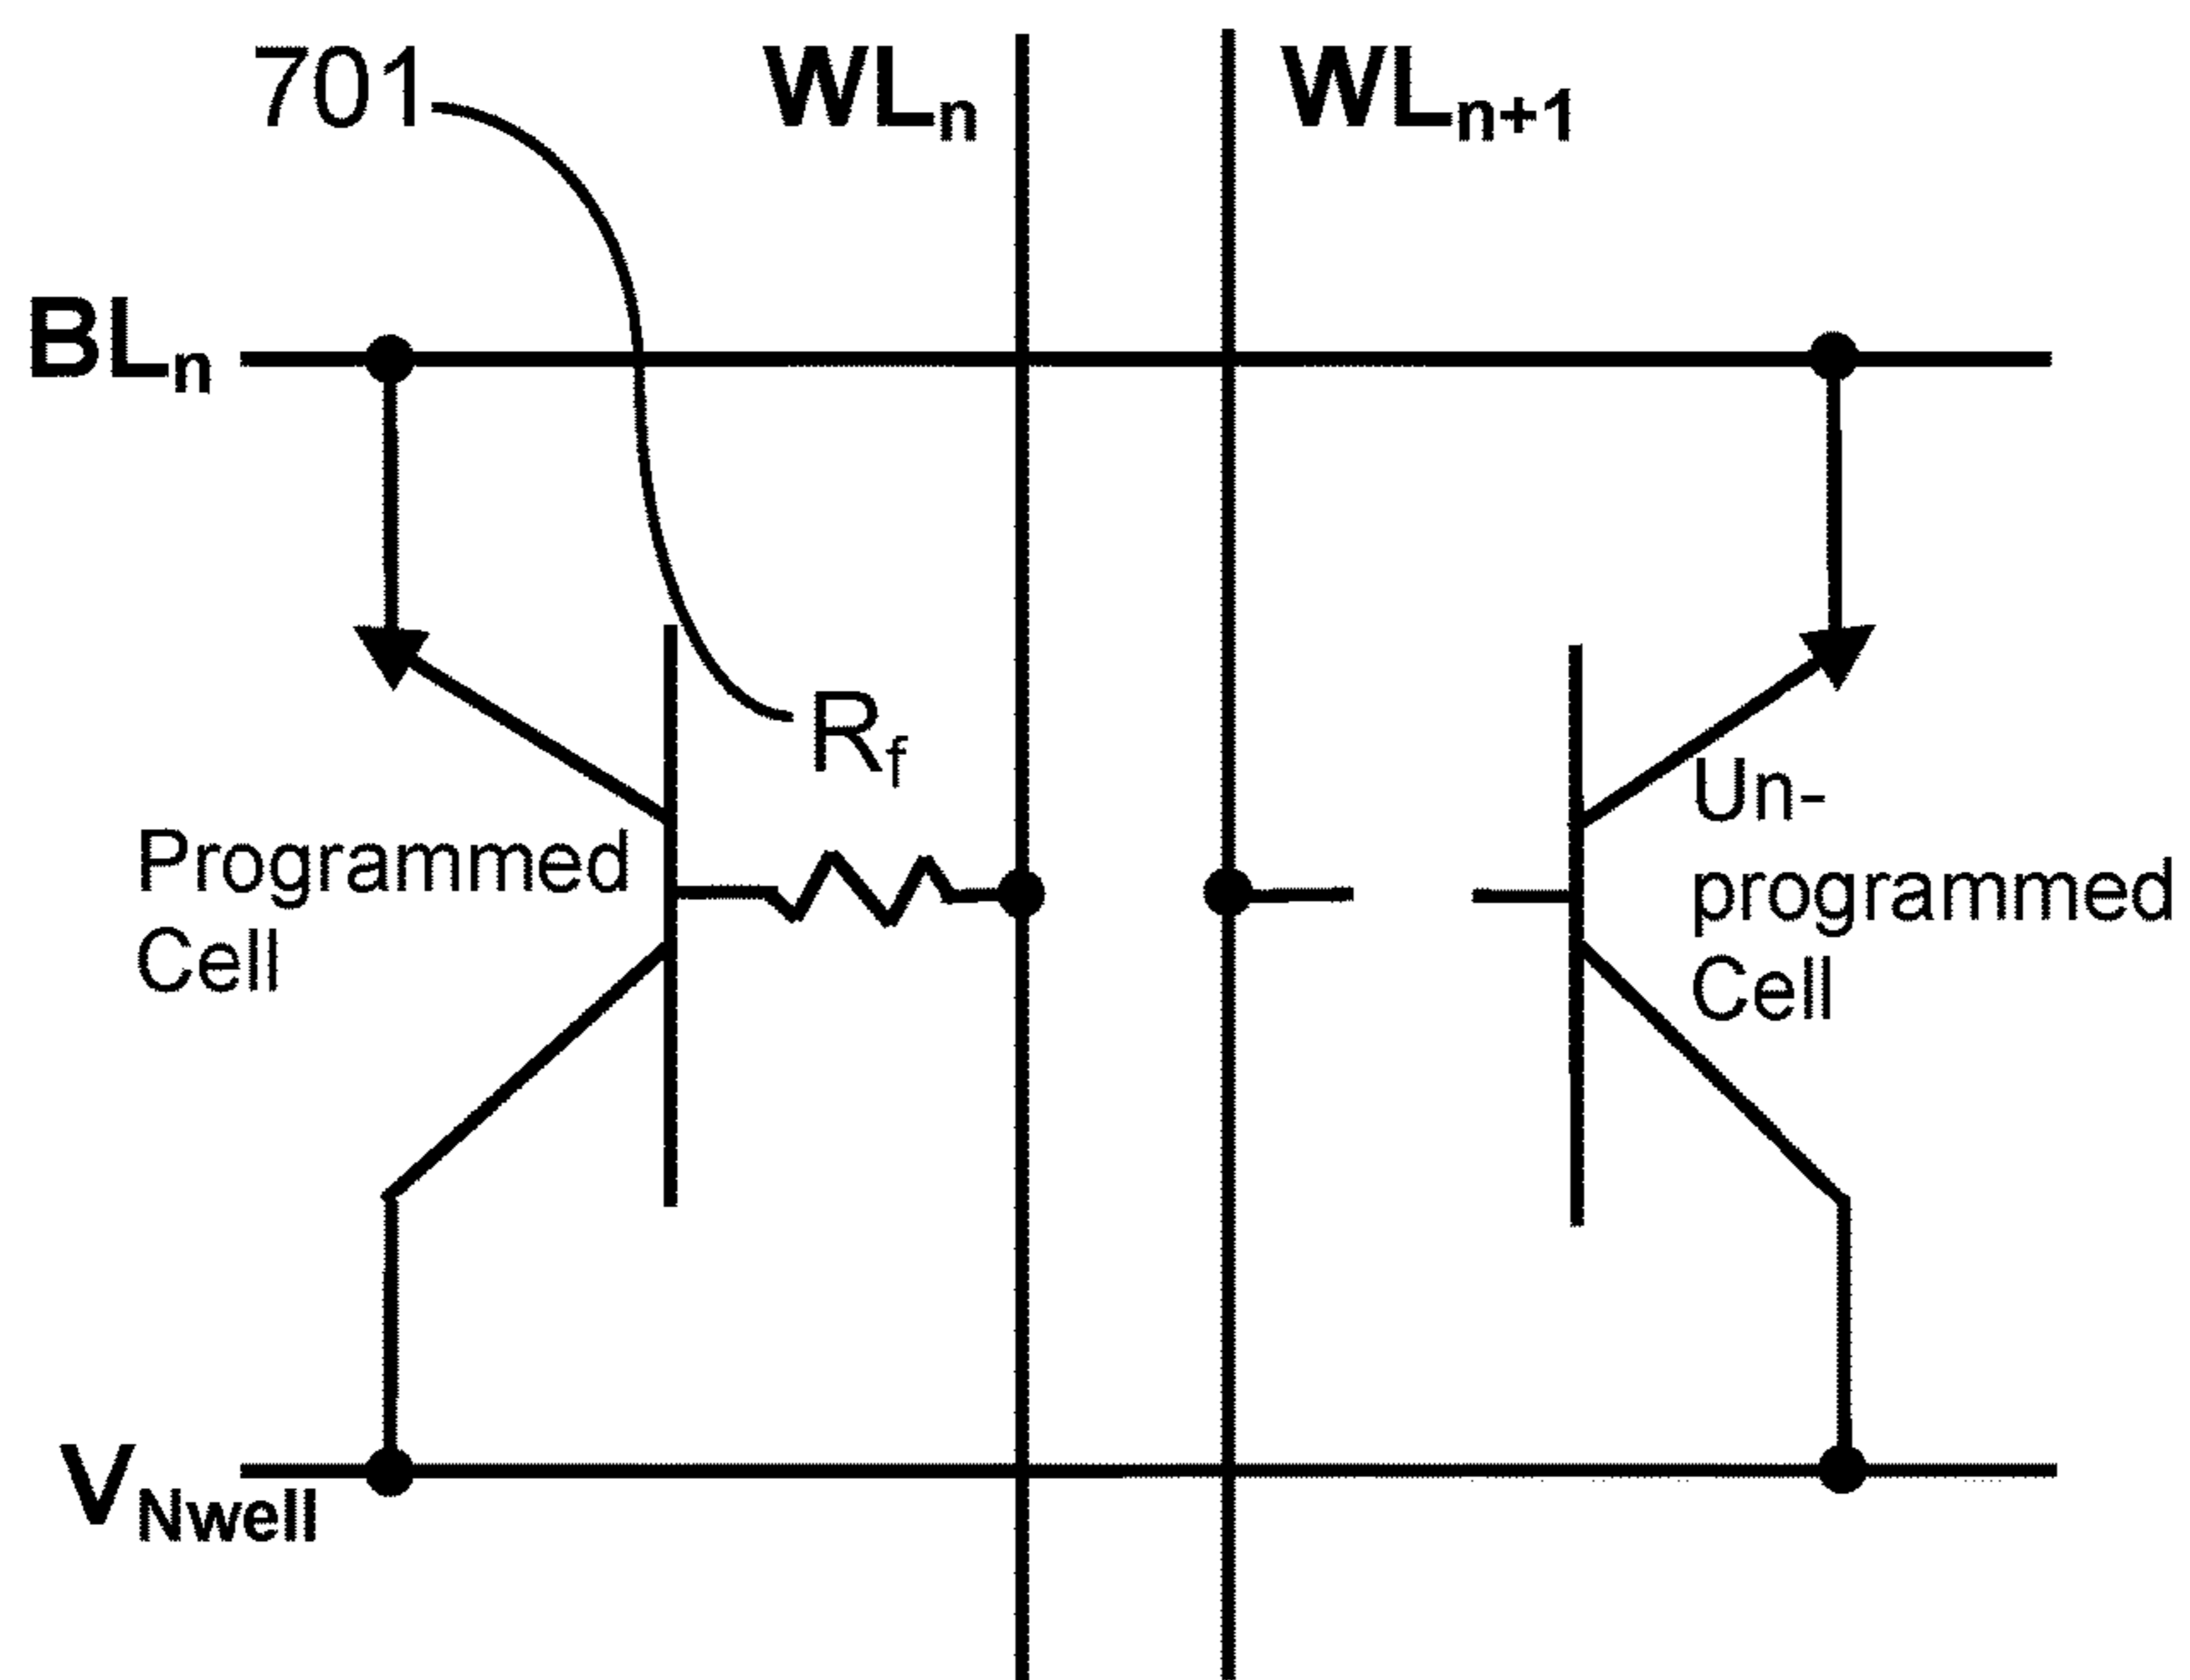 701
WLn
WLn+1
BLn
Rf
Programmed
Cell
Un-
programmed
Cell
VNwell